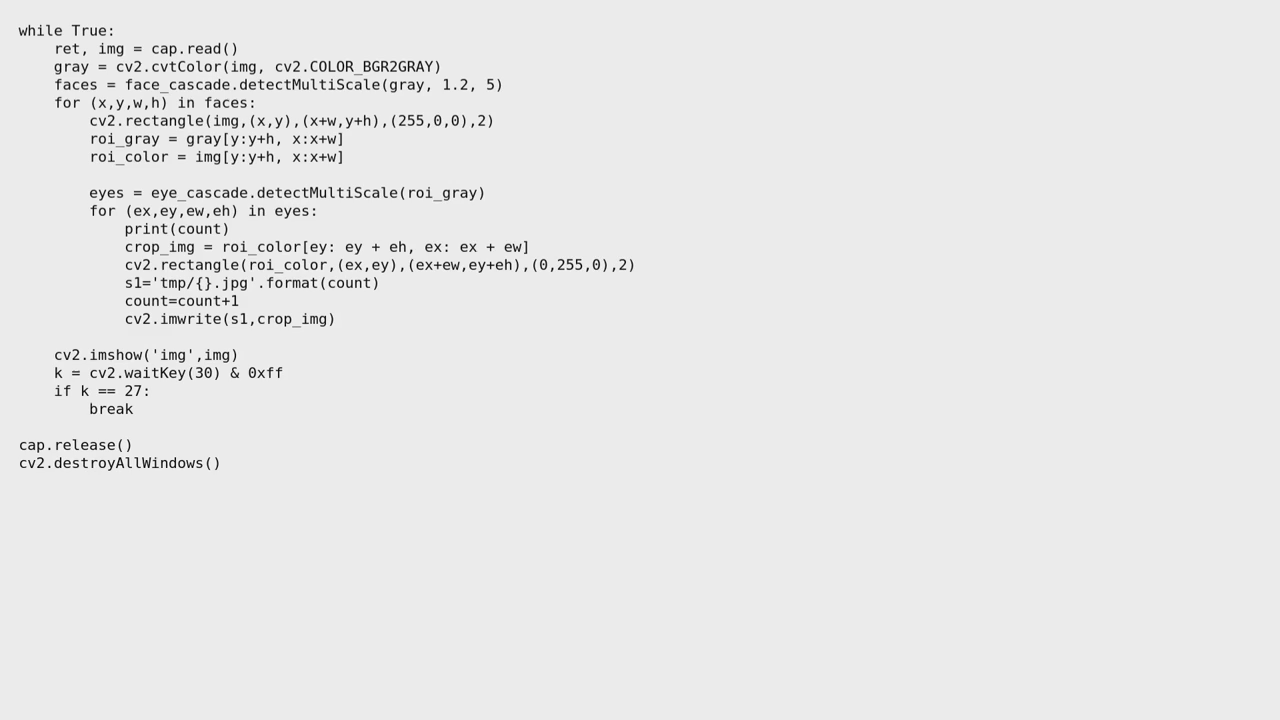 while True:
    ret, img = cap.read()
    gray = cv2.cvtColor(img, cv2.COLOR_BGR2GRAY)
    faces = face_cascade.detectMultiScale(gray, 1.2, 5)
    for (x,y,w,h) in faces:
        cv2.rectangle(img,(x,y),(x+w,y+h),(255,0,0),2)
        roi_gray = gray[y:y+h, x:x+w]
        roi_color = img[y:y+h, x:x+w]

        eyes = eye_cascade.detectMultiScale(roi_gray)
        for (ex,ey,ew,eh) in eyes:
            print(count)
            crop_img = roi_color[ey: ey + eh, ex: ex + ew]
            cv2.rectangle(roi_color,(ex,ey),(ex+ew,ey+eh),(0,255,0),2)
            s1='tmp/{}.jpg'.format(count)
            count=count+1
            cv2.imwrite(s1,crop_img)

    cv2.imshow('img',img)
    k = cv2.waitKey(30) & 0xff
    if k == 27:
        break

cap.release()
cv2.destroyAllWindows()